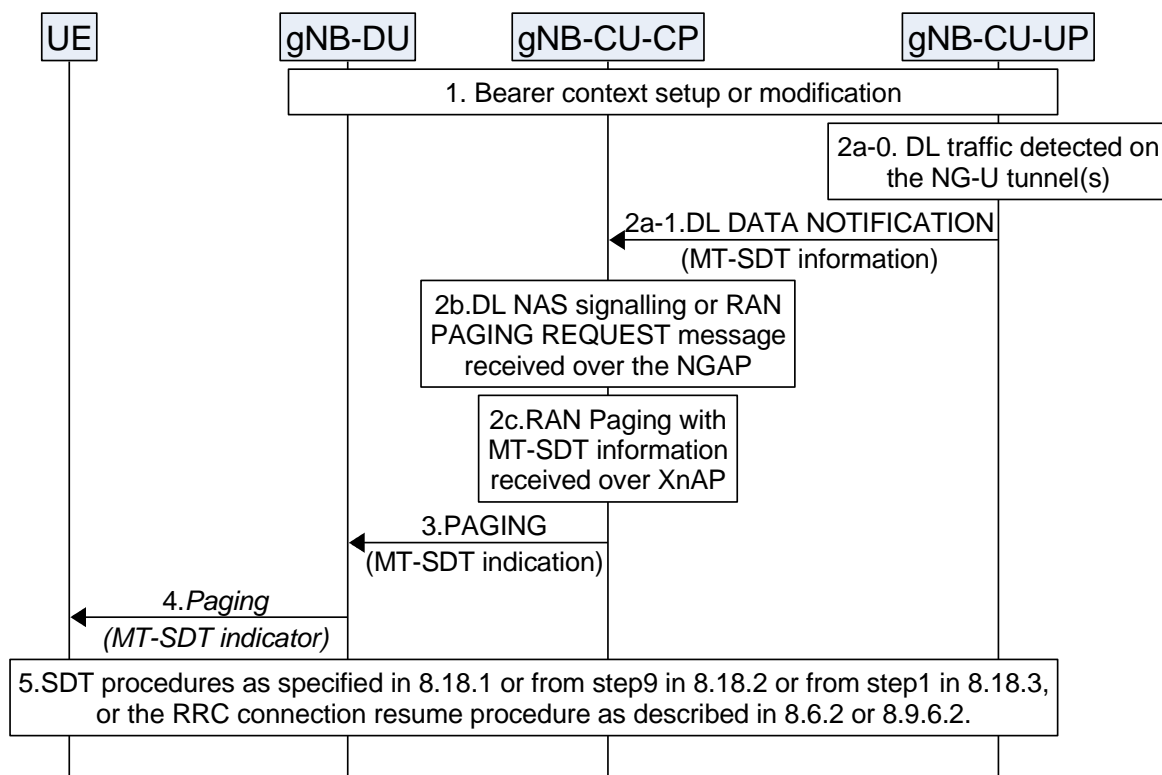 UE
gNB-DU
gNB-CU-CP
gNB-CU-UP
1. Bearer context setup or modification
2a-0. DL traffic detected on
the NG-U tunnel(s)
2a-1.DL DATA NOTIFICATION
(MT-SDT information)
2b.DL NAS signalling or RAN
PAGING REQUEST message
received over the NGAP
2c.RAN Paging with
MT-SDT information
received over XnAP
3.PAGING
(MT-SDT indication)
4.Paging
(MT-SDT indicator)
5.SDT procedures as specified in 8.18.1 or from step9 in 8.18.2 or from step1 in 8.18.3,
or the RRC connection resume procedure as described in 8.6.2 or 8.9.6.2.